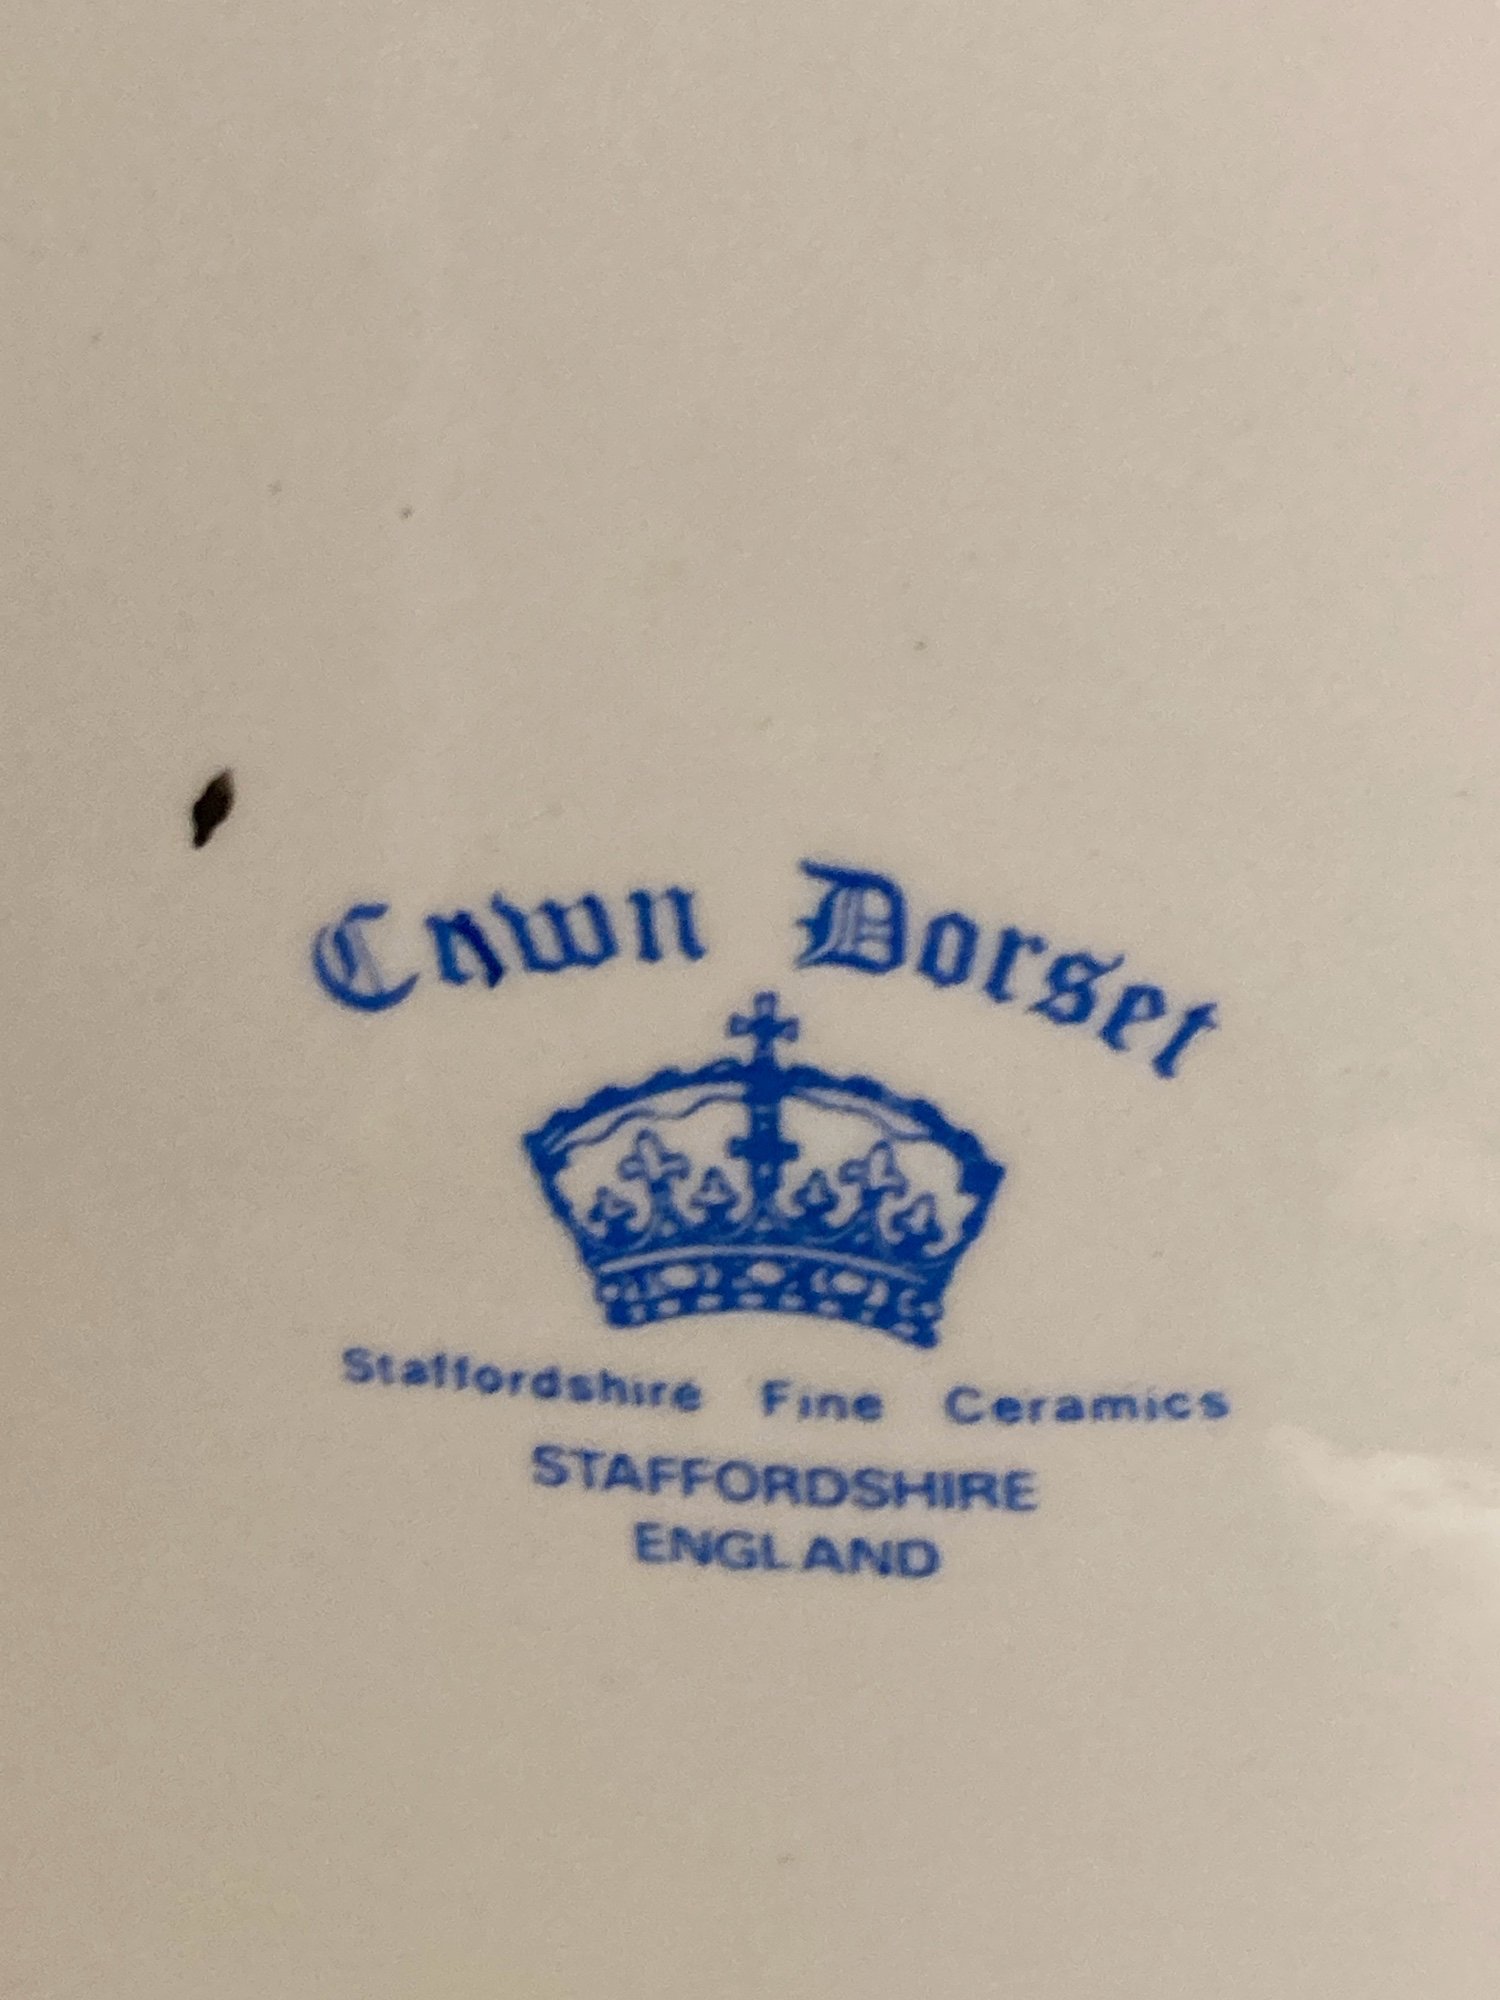 Crown Dorset
Staffordshire Fine Ceramics
STAFFORDSHIRE
ENGLAND